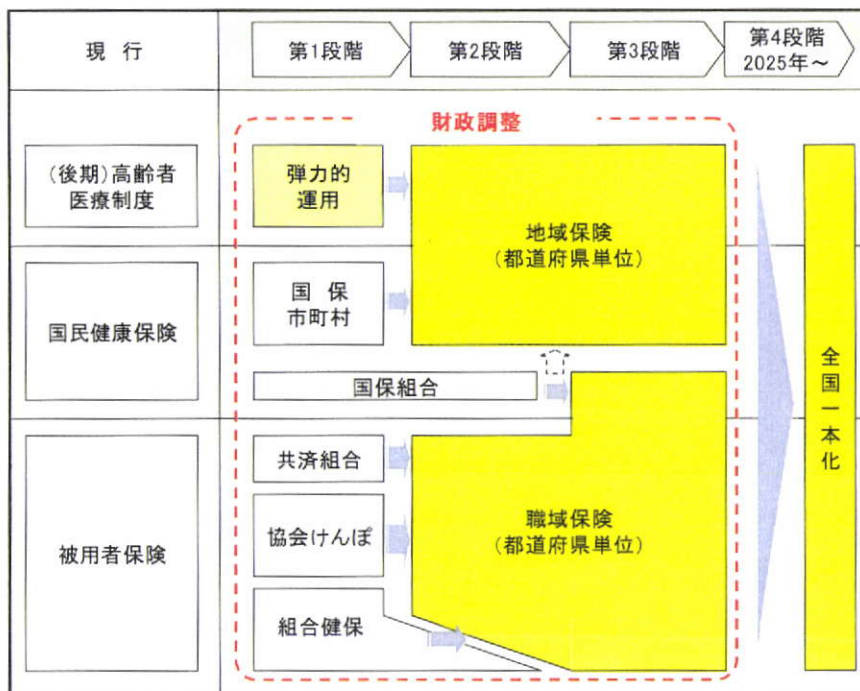 現 行
第1段階
第2段階
第3段階
第4段階
2025年～
財政調整
(後期)高齢者
医療制度
弾力的
運用
地域保険
(都道府県単位)
国民健康保険
国 保
市町村
国保組合
全国一本化
被用者保険
共済組合
協会けんぽ
組合健保
職域保険
(都道府県単位)